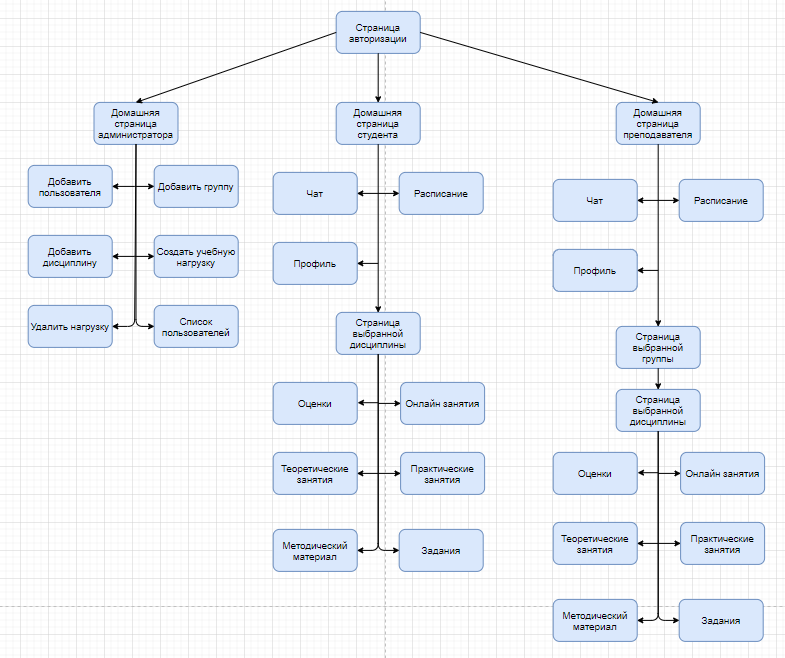 Страница
авторизации
Домашняя
страница
администратора
Домашняя
страница
студента
Домашняя
страница
преподавателя
Добавить
пользователя
Добавить группу
Добавить
дисциплину
Создать учебную
нагрузку
Удалить нагрузку
Список
пользователей
Чат
Расписание
Профиль
Страница
выбранной
дисциплины
Оценки
Онлайн занятия
Теоретические
занятия
Практические
занятия
Методический
материал
Задания
Чат
Расписание
Профиль
Страница
выбранной
группы
Страница
выбранной
дисциплины
Оценки
Онлайн занятия
Теоретические
занятия
Практические
занятия
Методический
материал
Задания